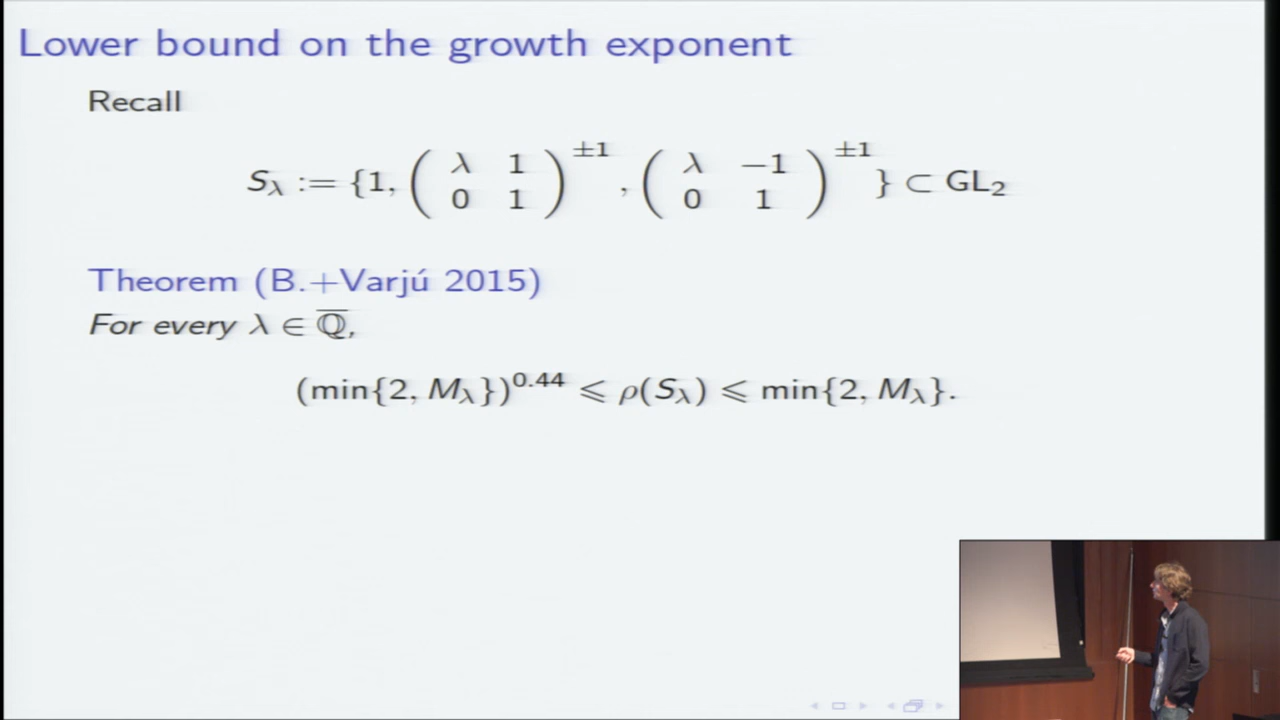 Lower bound on the growth exponent
Recall
S_λ := {1, ( λ 1 ; 0 1 )^{±1}, ( λ −1 ; 0 1 )^{±1}} ⊂ GL₂
Theorem (B.+Varjú 2015)
For every λ ∈ \overline{ℚ},
(min{2, M_λ})^{0.44} ⩽ ρ(S_λ) ⩽ min{2, M_λ}.